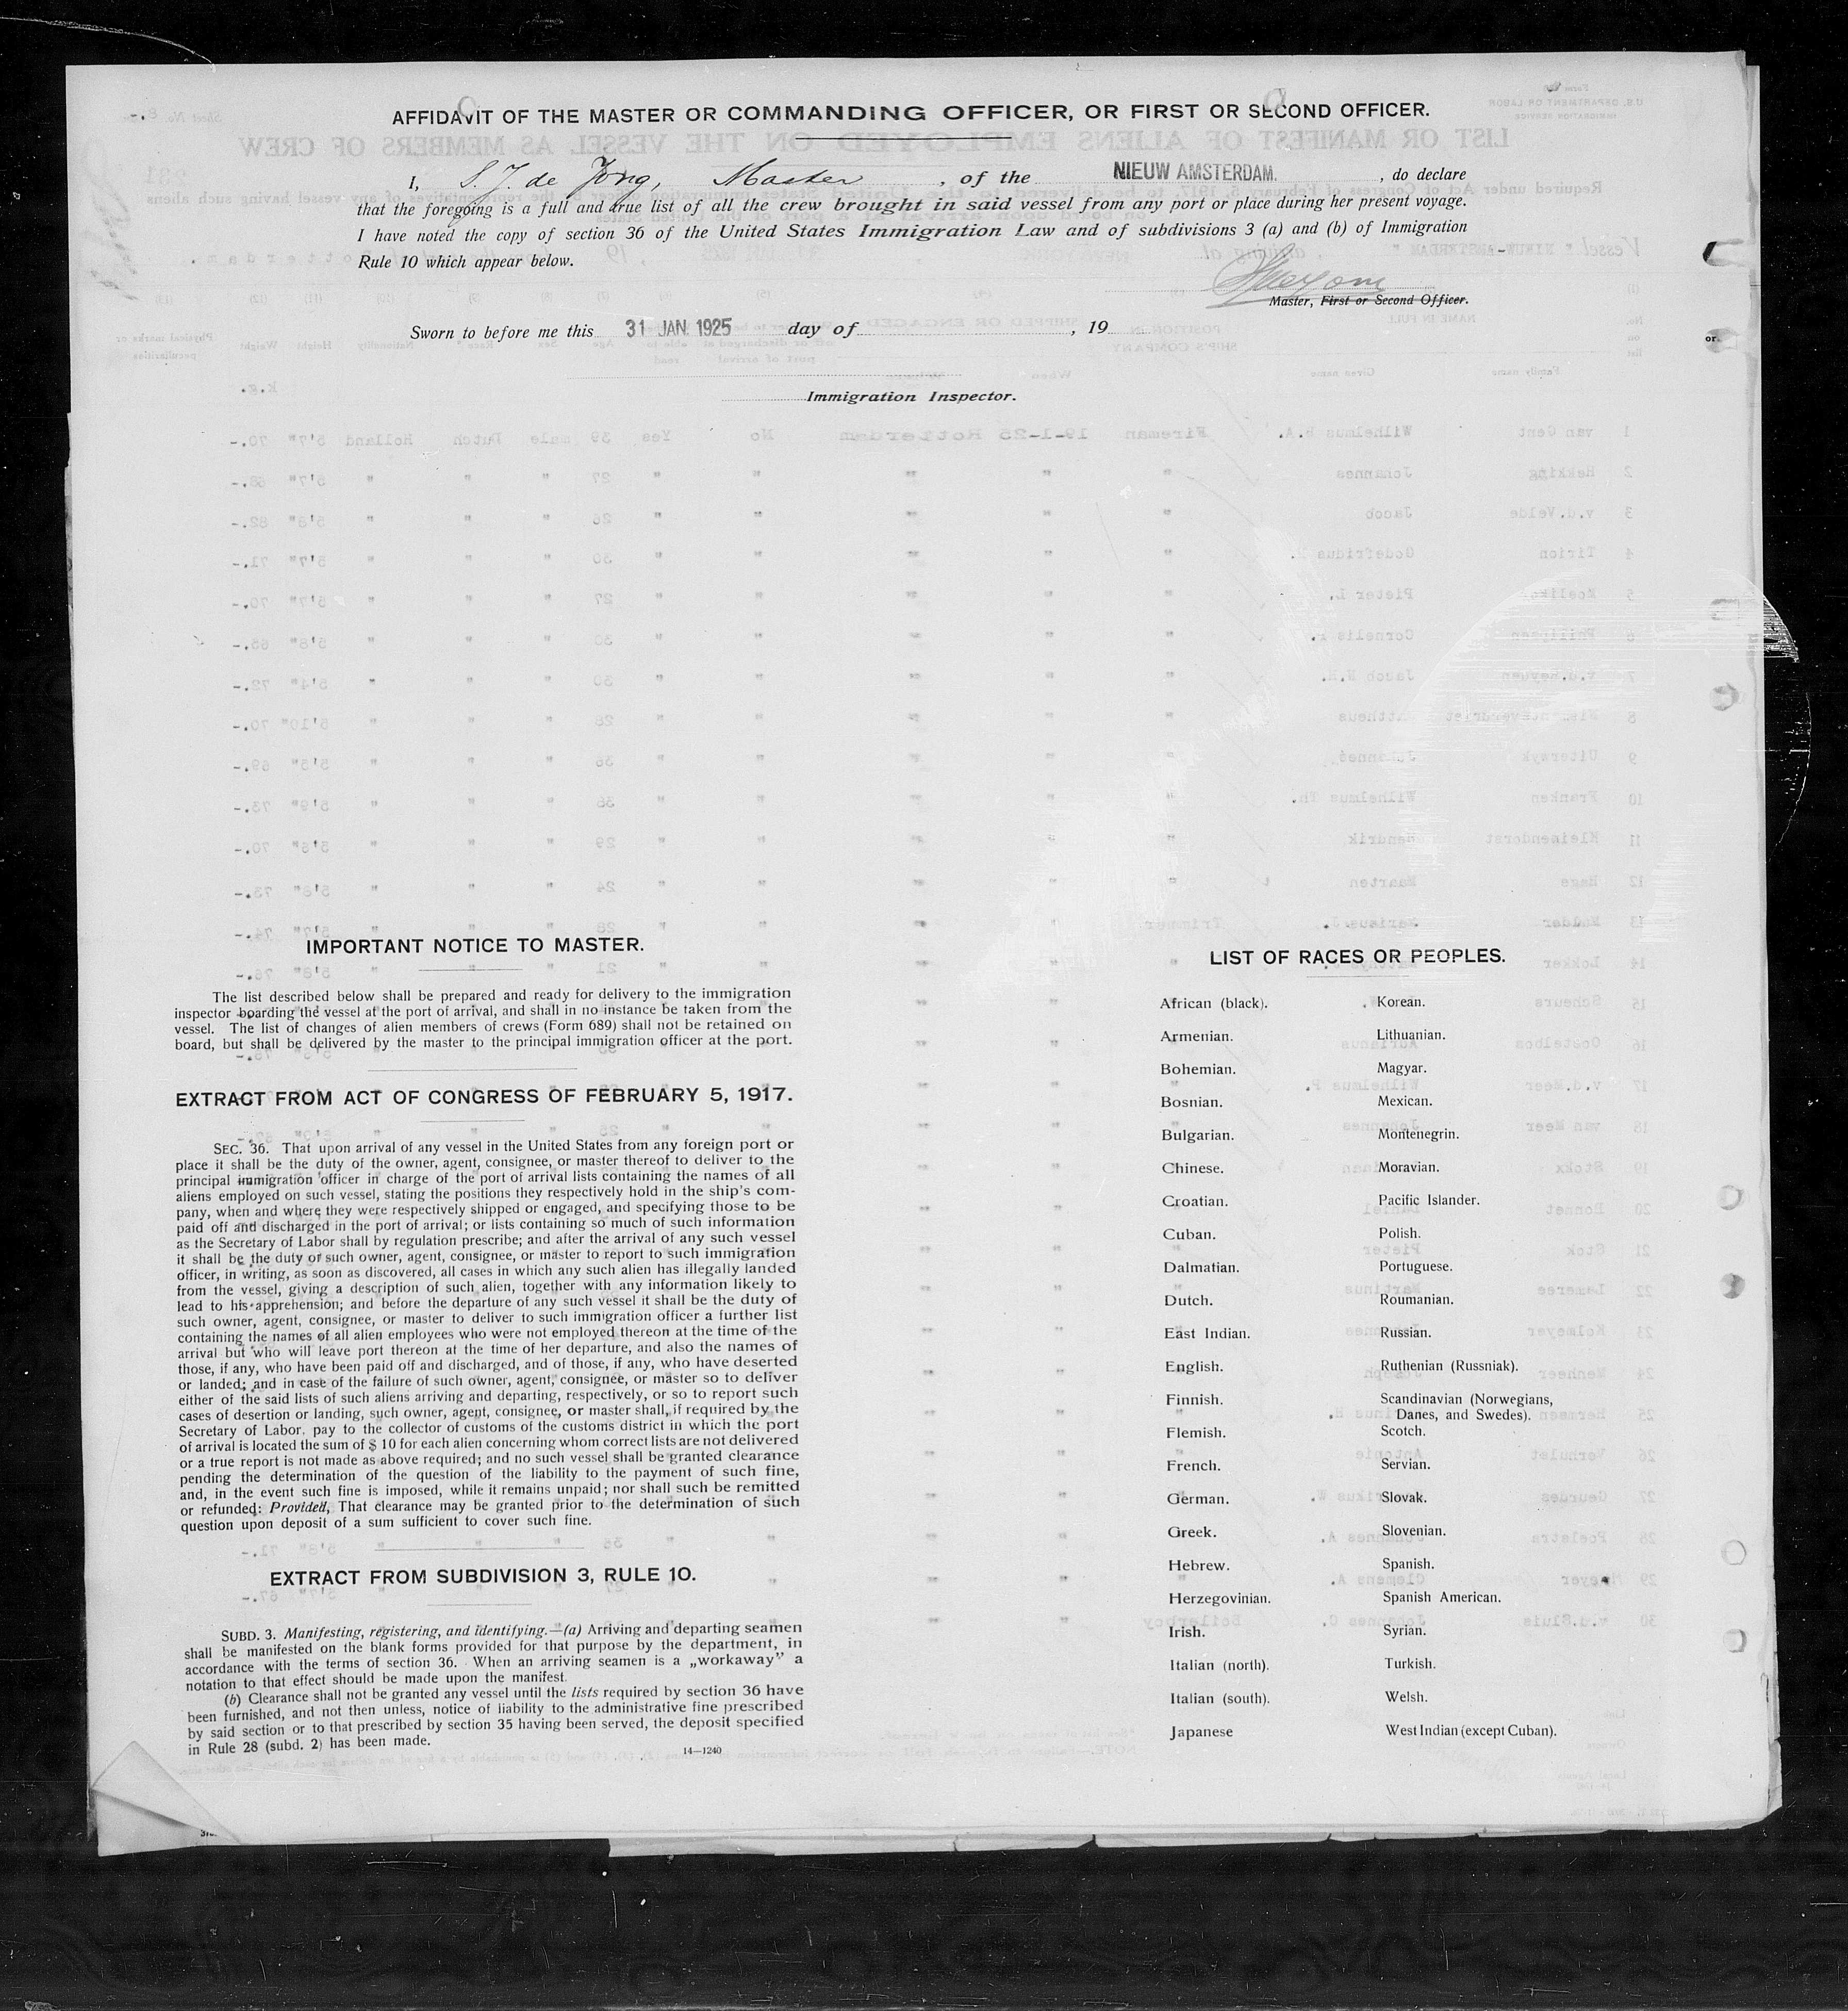 AFFIDAVIT OF THE MASTER OR COMMANDING OFFICER, OR FIRST OR SECOND OFFICER.
I, S. J. de Jong, Master, of the NIEUW AMSTERDAM. , do declare
that the foregoing is a full and true list of all the crew brought in said vessel from any port or place during her present voyage.
I have noted the copy of section 36 of the United States Immigration Law and of subdivisions 3 (a) and (b) of Immigration
Rule 10 which appear below.
Master, First or Second Officer.
Sworn to before me this 31 JAN. 1925 day of , 19
Immigration Inspector.
IMPORTANT NOTICE TO MASTER.
The list described below shall be prepared and ready for delivery to the immigration
inspector boarding the vessel at the port of arrival, and shall in no instance be taken from the
vessel. The list of changes of alien members of crews (Form 689) shall not be retained on
board, but shall be delivered by the master to the principal immigration officer at the port.
EXTRACT FROM ACT OF CONGRESS OF FEBRUARY 5, 1917.
SEC. 36. That upon arrival of any vessel in the United States from any foreign port or
place it shall be the duty of the owner, agent, consignee, or master thereof to deliver to the
principal immigration officer in charge of the port of arrival lists containing the names of all
aliens employed on such vessel, stating the positions they respectively hold in the ship's com-
pany, when and where they were respectively shipped or engaged, and specifying those to be
paid off and discharged in the port of arrival; or lists containing so much of such information
as the Secretary of Labor shall by regulation prescribe; and after the arrival of any such vessel
it shall be the duty of such owner, agent, consignee, or master to report to such immigration
officer, in writing, as soon as discovered, all cases in which any such alien has illegally landed
from the vessel, giving a description of such alien, together with any information likely to
lead to his apprehension; and before the departure of any such vessel it shall be the duty of
such owner, agent, consignee, or master to deliver to such immigration officer a further list
containing the names of all alien employees who were not employed thereon at the time of the
arrival but who will leave port thereon at the time of her departure, and also the names of
those, if any, who have been paid off and discharged, and of those, if any, who have deserted
or landed; and in case of the failure of such owner, agent, consignee, or master so to deliver
either of the said lists of such aliens arriving and departing, respectively, or so to report such
cases of desertion or landing, such owner, agent, consignee, or master shall, if required by the
Secretary of Labor. pay to the collector of customs of the customs district in which the port
of arrival is located the sum of $ 10 for each alien concerning whom correct lists are not delivered
or a true report is not made as above required; and no such vessel shall be granted clearance
pending the determination of the question of the liability to the payment of such fine,
and, in the event such fine is imposed, while it remains unpaid; nor shall such be remitted
or refunded: Provided, That clearance may be granted prior to the determination of such
question upon deposit of a sum sufficient to cover such fine.
EXTRACT FROM SUBDIVISION 3, RULE 10.
SUBD. 3. Manifesting, registering, and identifying.—(a) Arriving and departing seamen
shall be manifested on the blank forms provided for that purpose by the department, in
accordance with the terms of section 36. When an arriving seamen is a „workaway" a
notation to that effect should be made upon the manifest.
(b) Clearance shall not be granted any vessel until the lists required by section 36 have
been furnished, and not then unless, notice of liability to the administrative fine prescribed
by said section or to that prescribed by section 35 having been served, the deposit specified
in Rule 28 (subd. 2) has been made.
14—1240
LIST OF RACES OR PEOPLES.
African (black). Korean.
Armenian. Lithuanian.
Bohemian. Magyar.
Bosnian. Mexican.
Bulgarian. Montenegrin.
Chinese. Moravian.
Croatian. Pacific Islander.
Cuban. Polish.
Dalmatian. Portuguese.
Dutch. Roumanian.
East Indian. Russian.
English. Ruthenian (Russniak).
Finnish. Scandinavian (Norwegians,
Danes, and Swedes).
Flemish. Scotch.
French. Servian.
German. Slovak.
Greek. Slovenian.
Hebrew. Spanish.
Herzegovinian. Spanish American.
Irish. Syrian.
Italian (north). Turkish.
Italian (south). Welsh.
Japanese West Indian (except Cuban).